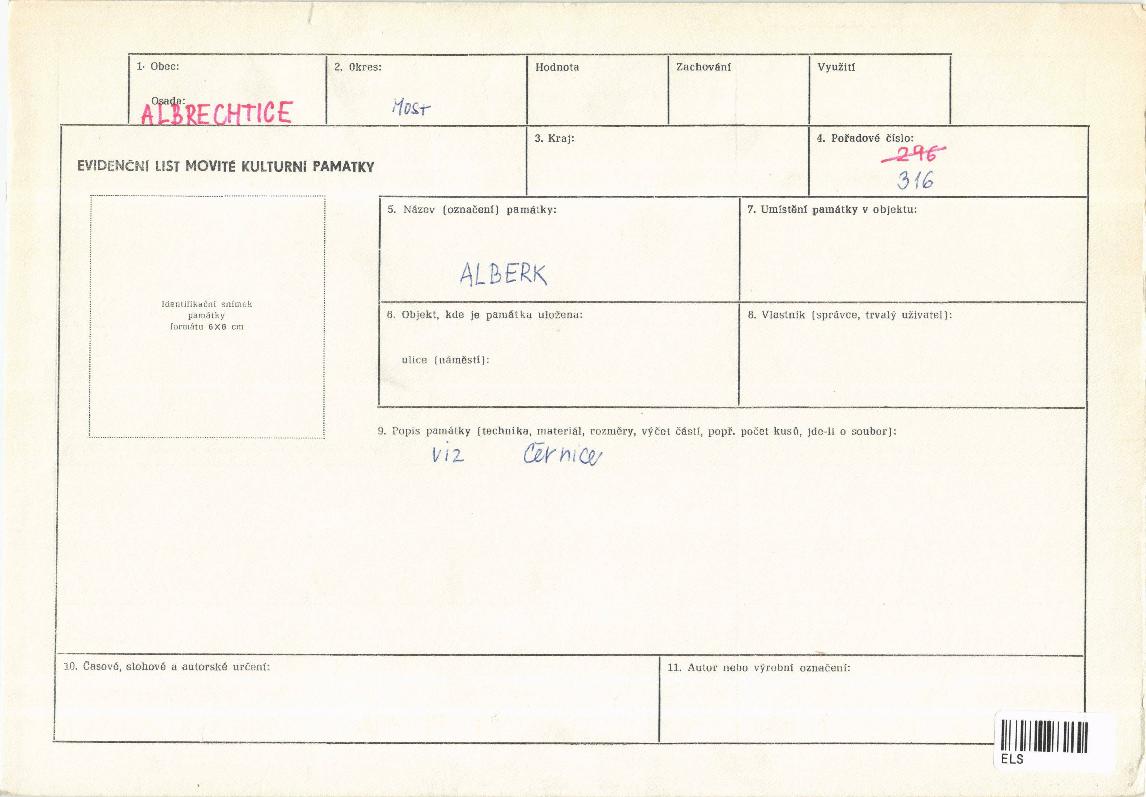 1. Obec:
2. Okres:
Hodnota
Zachování
Využití
Osada:
ALBRECHTICE
MOST
3. Kraj:
4. Pořadové číslo:
296
316
EVIDENČNÍ LIST MOVITÉ KULTURNÍ PAMÁTKY
Identifikační snímek
památky
formátu 6X6 cm
5. Název (označení) památky:
ALBERK
7. Umístění památky v objektu:
6. Objekt, kde je památka uložena:
ulice (náměstí):
8. Vlastník (správce, trvalý uživatel):
9. Popis památky (technika, materiál, rozměry, výčet částí, popř. počet kusů, jde-li o soubor):
viz Černice
10. Časové, slohové a autorské určení:
11. Autor nebo výrobní označení:
ELS